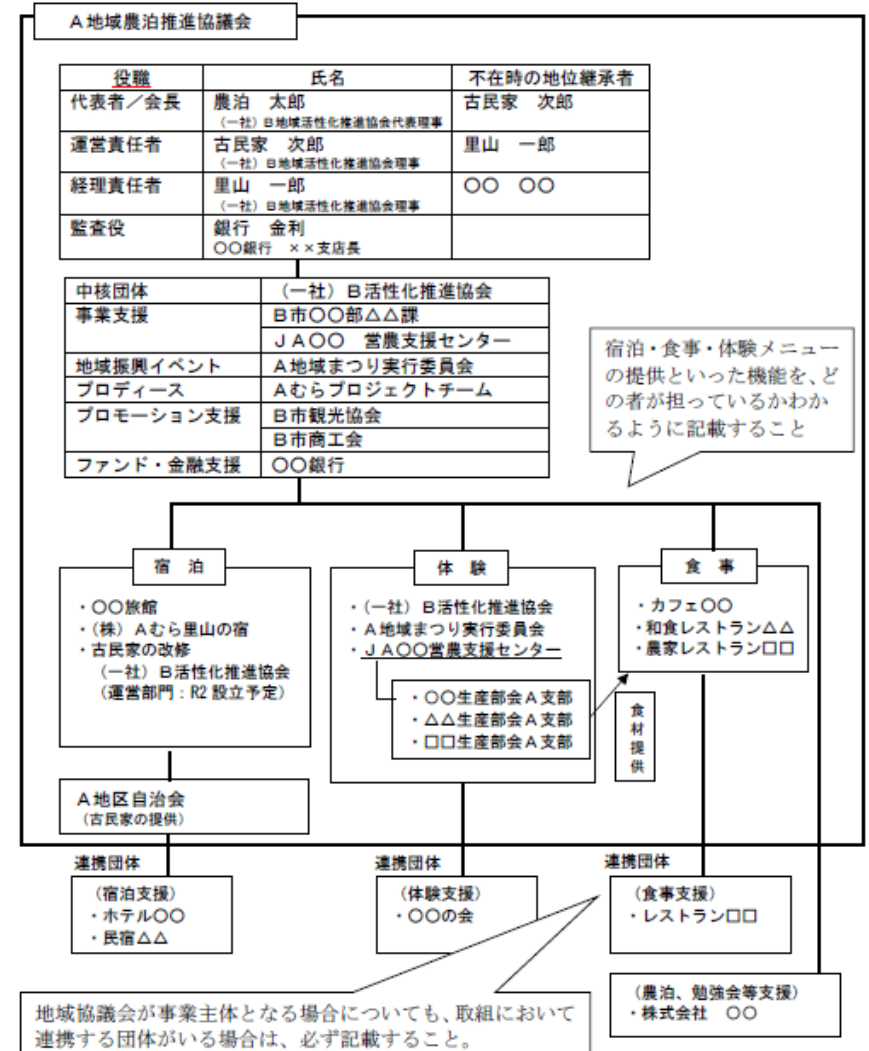 A地域農泊推進協議会
役職 氏名 不在時の地位継承者
代表者／会長 農泊　太郎 古民家　次郎
（一社）B地域活性化推進協会代表理事
運営責任者 古民家　次郎 里山　一郎
（一社）B地域活性化推進協会理事
経理責任者 里山　一郎 〇〇　〇〇
（一社）B地域活性化推進協会理事
監査役 銀行　金利
〇〇銀行　××支店長
中核団体 （一社）B活性化推進協会
事業支援 B市〇〇部△△課
JA〇〇　営農支援センター
地域振興イベント A地域まつり実行委員会
プロディース Aむらプロジェクトチーム
プロモーション支援 B市観光協会
B市商工会
ファンド・金融支援 〇〇銀行
宿泊・食事・体験メニュー
の提供といった機能を、ど
の者が担っているかわか
るように記載すること
宿　泊
・〇〇旅館
・(株) Aむら里山の宿
・古民家の改修
（一社）B活性化推進協会
（運営部門：R2設立予定）
A地区自治会
（古民家の提供）
体　験
・（一社）B活性化推進協会
・A地域まつり実行委員会
・JA〇〇営農支援センター
・〇〇生産部会A支部
・△△生産部会A支部
・□□生産部会A支部
食　事
・カフェ〇〇
・和食レストラン△△
・農家レストラン□□
食材提供
連携団体
（宿泊支援）
・ホテル〇〇
・民宿△△
連携団体
（体験支援）
・〇〇の会
連携団体
（食事支援）
・レストラン□□
（農泊、勉強会等支援）
・株式会社　〇〇
地域協議会が事業主体となる場合についても、取組において
連携する団体がいる場合は、必ず記載すること。